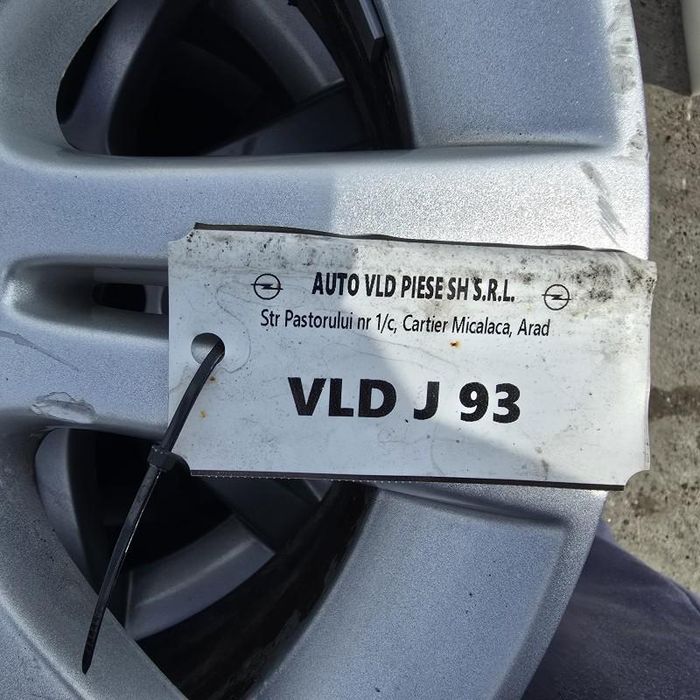 AUTO VLD PIESE SH S.R.L.
Str Pastorului nr 1/c, Cartier Micalaca, Arad
VLD J 93